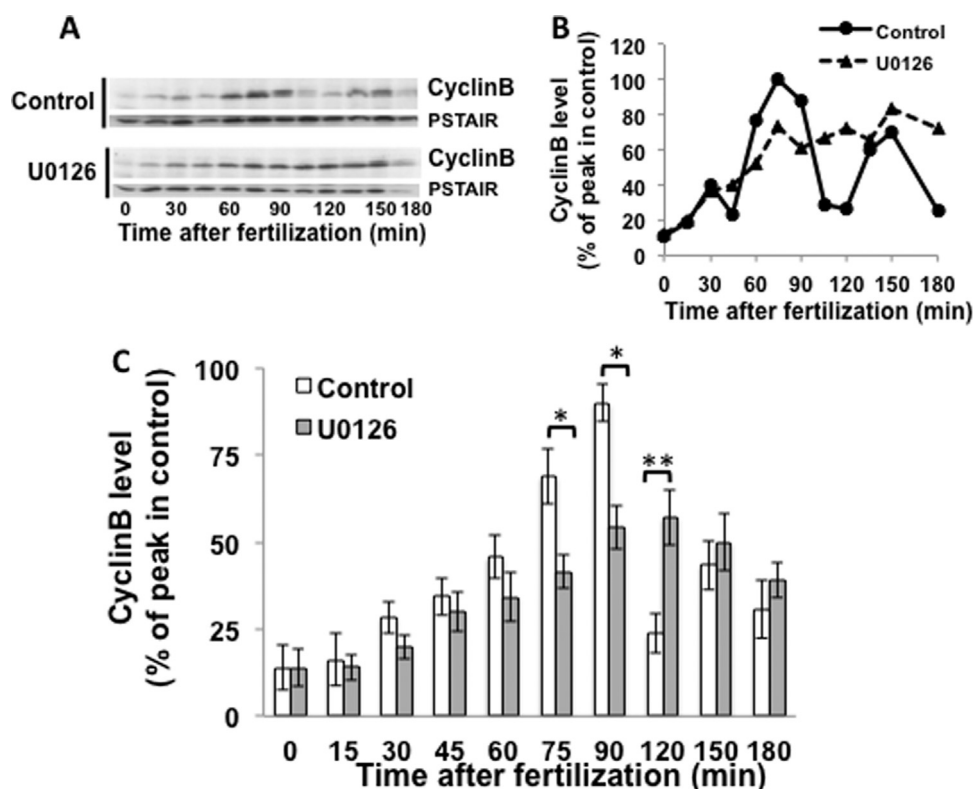 A
Control
CyclinB
PSTAIR
U0126
CyclinB
PSTAIR
0 30 60 90 120 150 180
Time after fertilization (min)
B
Control
U0126
CyclinB level
(% of peak in control)
120
100
80
60
40
20
0
0 30 60 90 120 150 180
Time after fertilization (min)
C
Control
U0126
CyclinB level
(% of peak in control)
100
75
50
25
0
*
*
**
0 15 30 45 60 75 90 120 150 180
Time after fertilization (min)